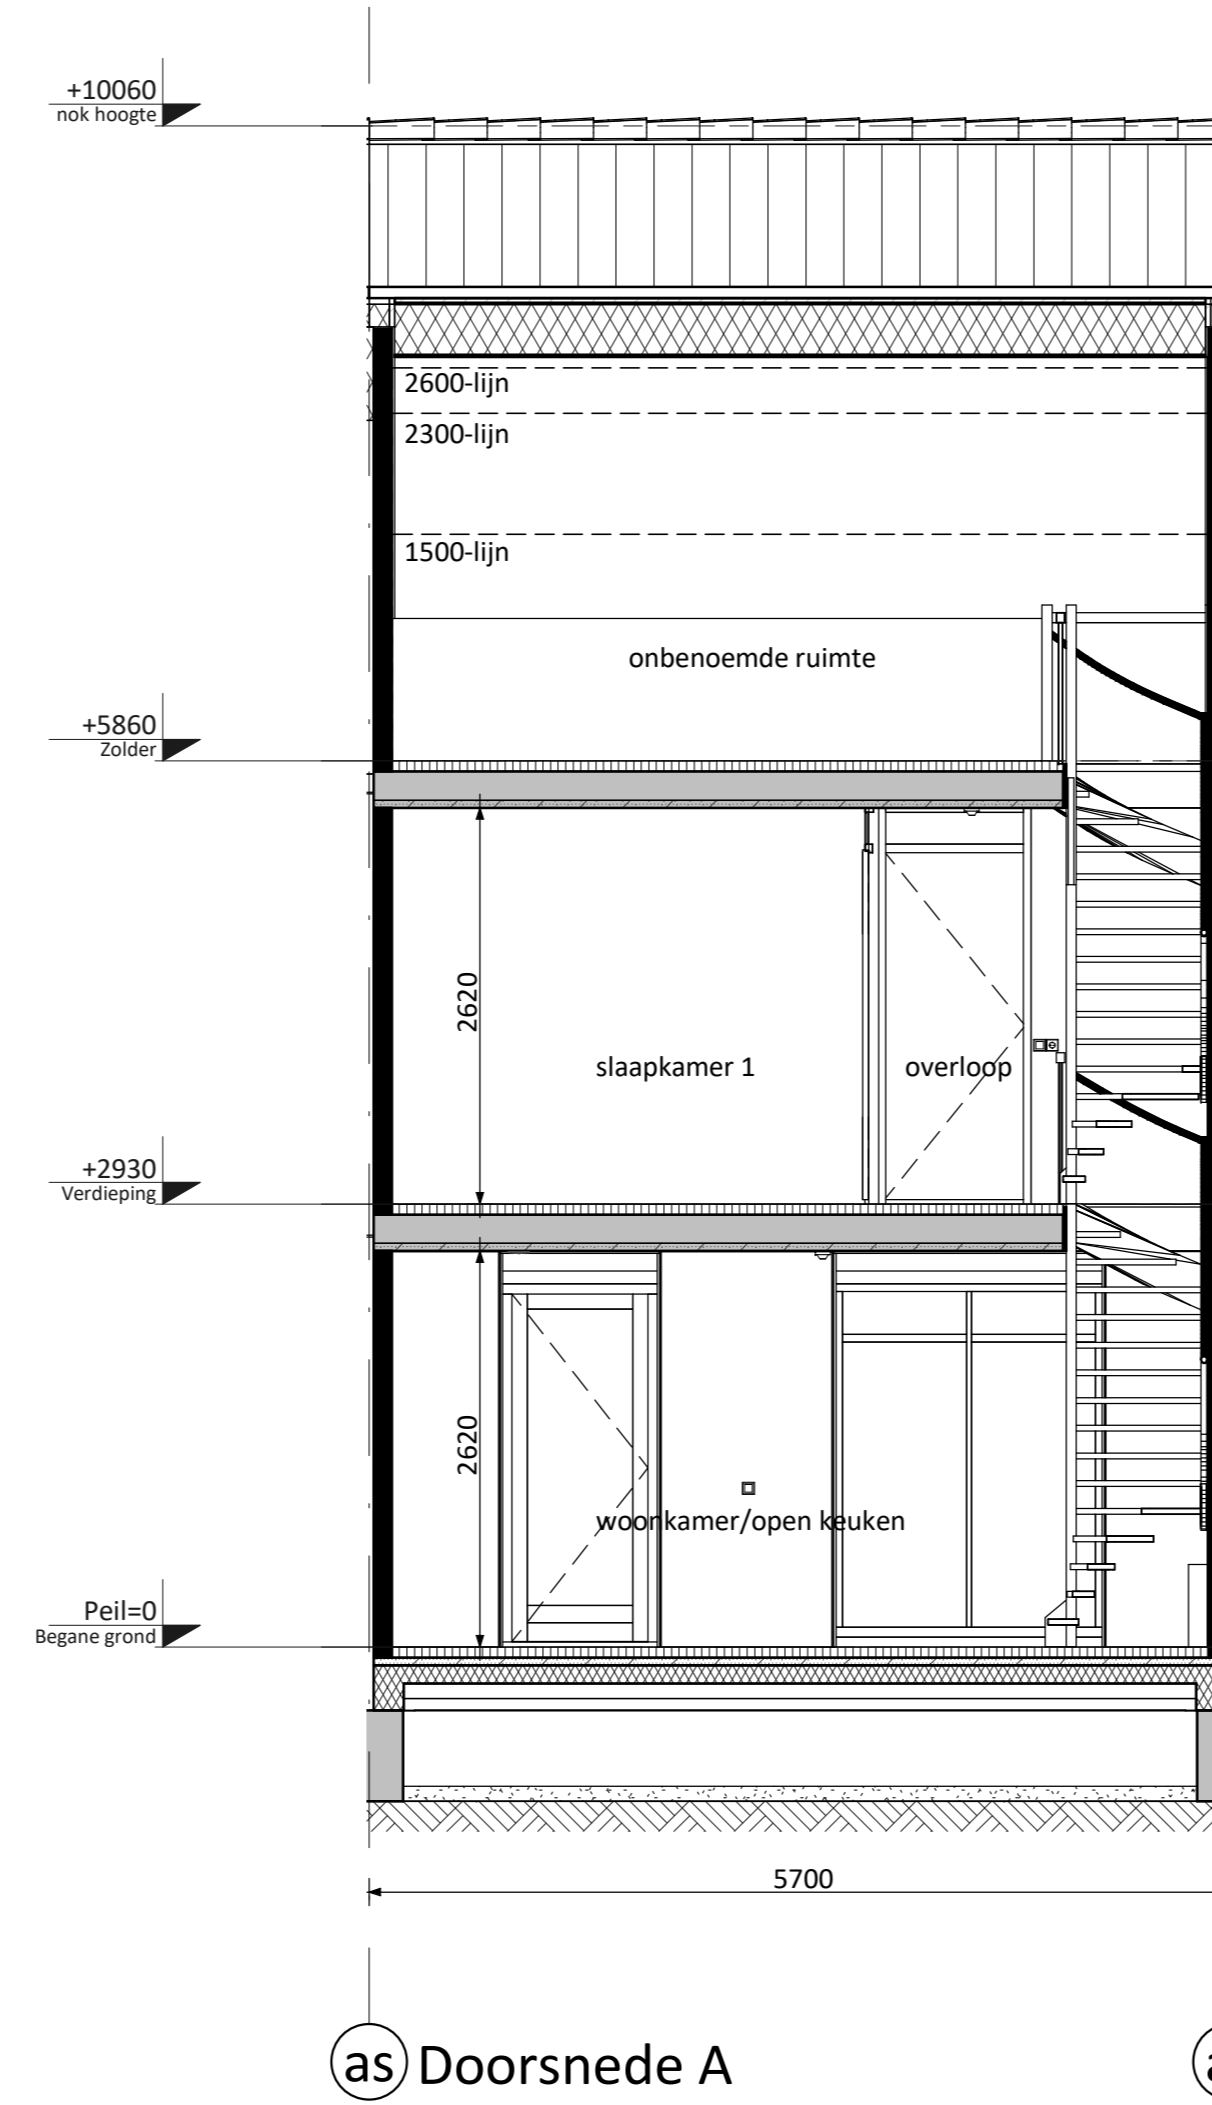 +10060
nok hoogte
2600-lijn
2300-lijn
1500-lijn
onbenoemde ruimte
+5860
Zolder
2620
slaapkamer 1
overloop
+2930
Verdieping
2620
woonkamer/open keuken
Peil=0
Begane grond
5700
as Doorsnede A